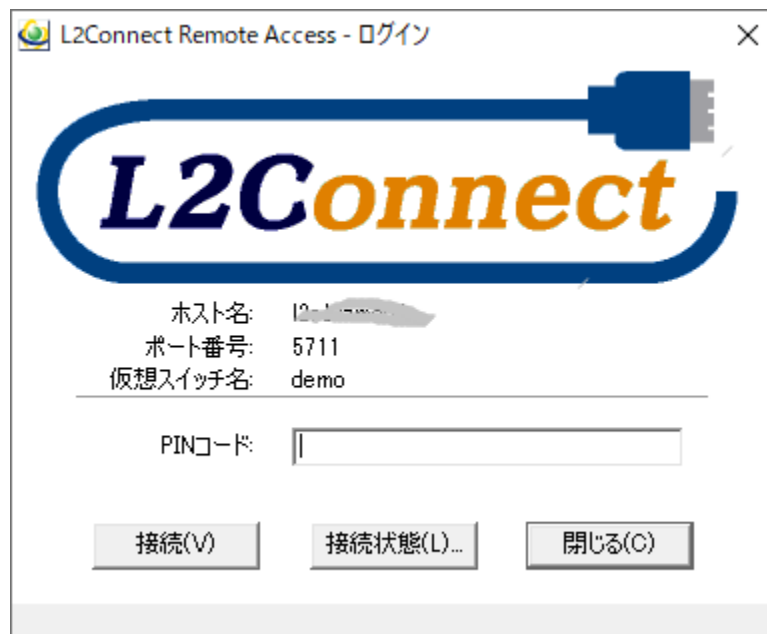 L2Connect Remote Access - ログイン
L2Connect
ホスト名:
ポート番号: 5711
仮想スイッチ名: demo
PINコード:
接続(V) 接続状態(L)... 閉じる(C)